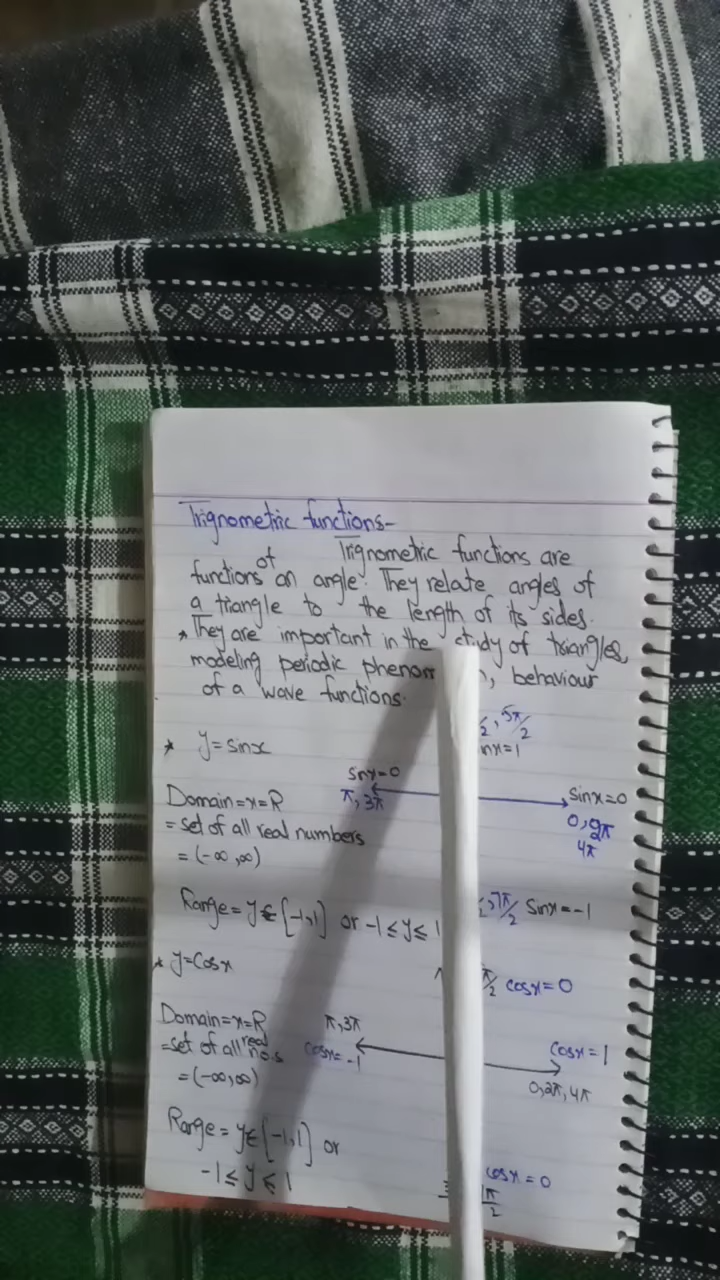 Trignometric functions-
Trignometric functions are
functions of an angle. They relate angles of
a triangle to the length of its sides.
* They are important in the study of triangles,
modeling periodic , behaviour
of a wave functions.
5π/2
* y=sinx
sinx=0
π, 3π
sinx=0
0, 2π
4π
Domain=x=R
=set of all real numbers
=(-∞,∞)
Range=y∈[-1,1] or -1≤y≤1
7π/2 Sinx=-1
* y=Cosx
cosx=0
Domain=x=R
=set of all real no.s
=(-∞,∞)
π, 3π
cosx=-1
Cosx=1
0,2π,4π
Range=y∈[-1,1] or
-1≤y≤1
cosx=0